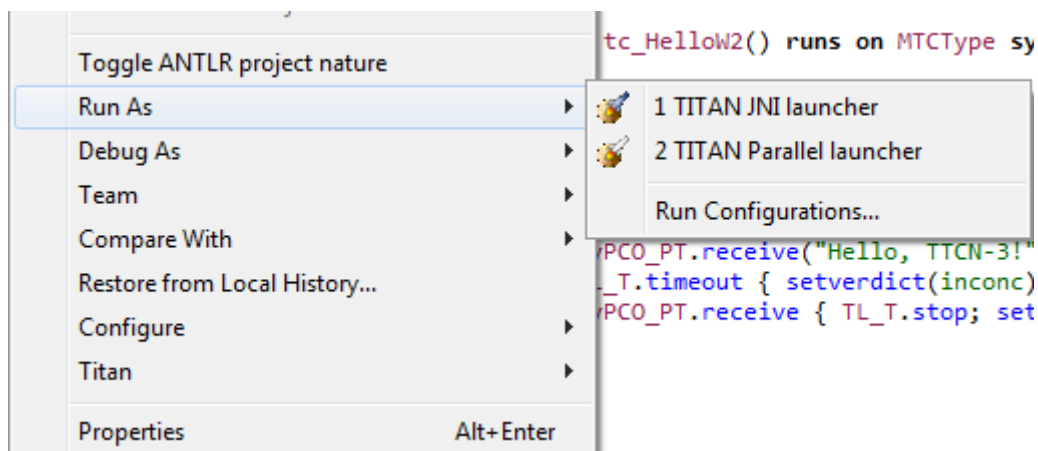 tc_HelloW2() runs on MTCType sy
Toggle ANTLR project nature
Run As
1 TITAN JNI launcher
Debug As
2 TITAN Parallel launcher
Team
Run Configurations...
Compare With
PCO_PT.receive("Hello, TTCN-3!"
Restore from Local History...
_T.timeout { setverdict(inconc)
PCO_PT.receive { TL_T.stop; set
Configure
Titan
Properties Alt+Enter